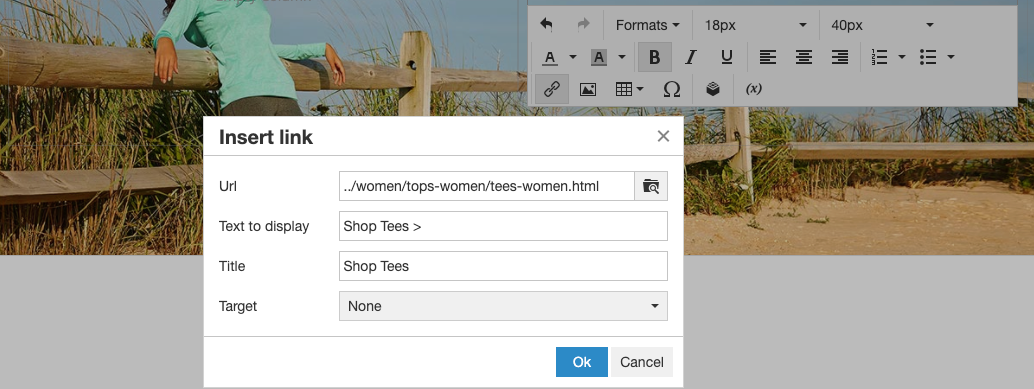 Formats 18px 40px
A A B I U
Ω (x)
Insert link
Url ../women/tops-women/tees-women.html
Text to display Shop Tees >
Title Shop Tees
Target None
Ok Cancel